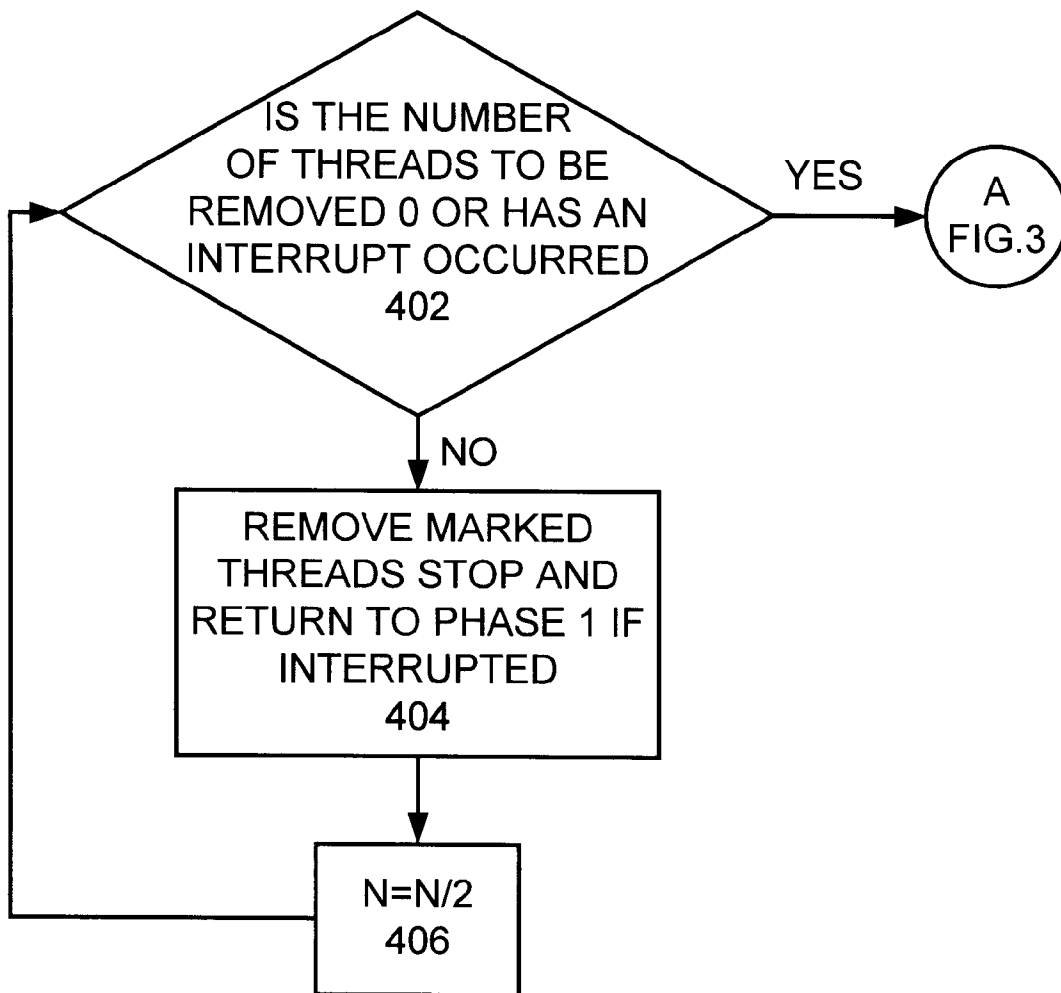 IS THE NUMBER
OF THREADS TO BE
REMOVED 0 OR HAS AN
INTERRUPT OCCURRED
402
YES
A
FIG.3
NO
REMOVE MARKED
THREADS STOP AND
RETURN TO PHASE 1 IF
INTERRUPTED
404
N=N/2
406